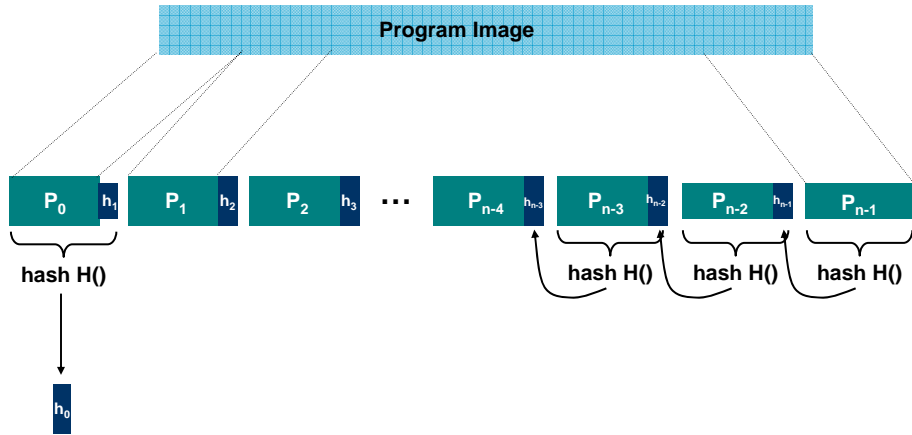 Program Image
P0 h1 P1 h2 P2 h3 ... Pn-4 hn-3 Pn-3 hn-2 Pn-2 hn-1 Pn-1
hash H() hash H() hash H() hash H()
h0